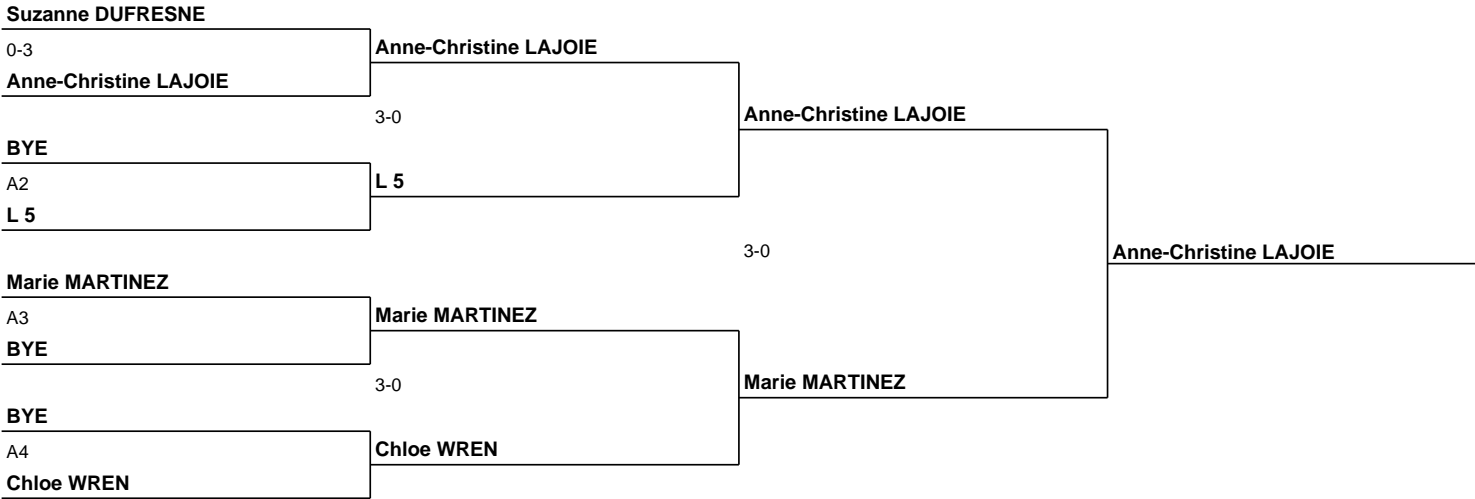 Suzanne DUFRESNE
0-3
Anne-Christine LAJOIE
Anne-Christine LAJOIE
3-0
Anne-Christine LAJOIE
BYE
A2
L 5
L 5
3-0
Anne-Christine LAJOIE
Marie MARTINEZ
A3
Marie MARTINEZ
BYE
3-0
Marie MARTINEZ
BYE
A4
Chloe WREN
Chloe WREN